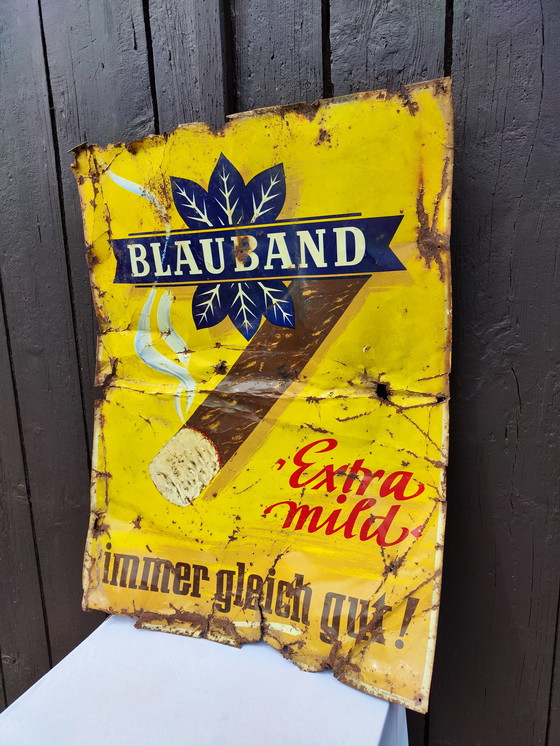 BLAUBAND
Extra
mild
immer gleich gut!